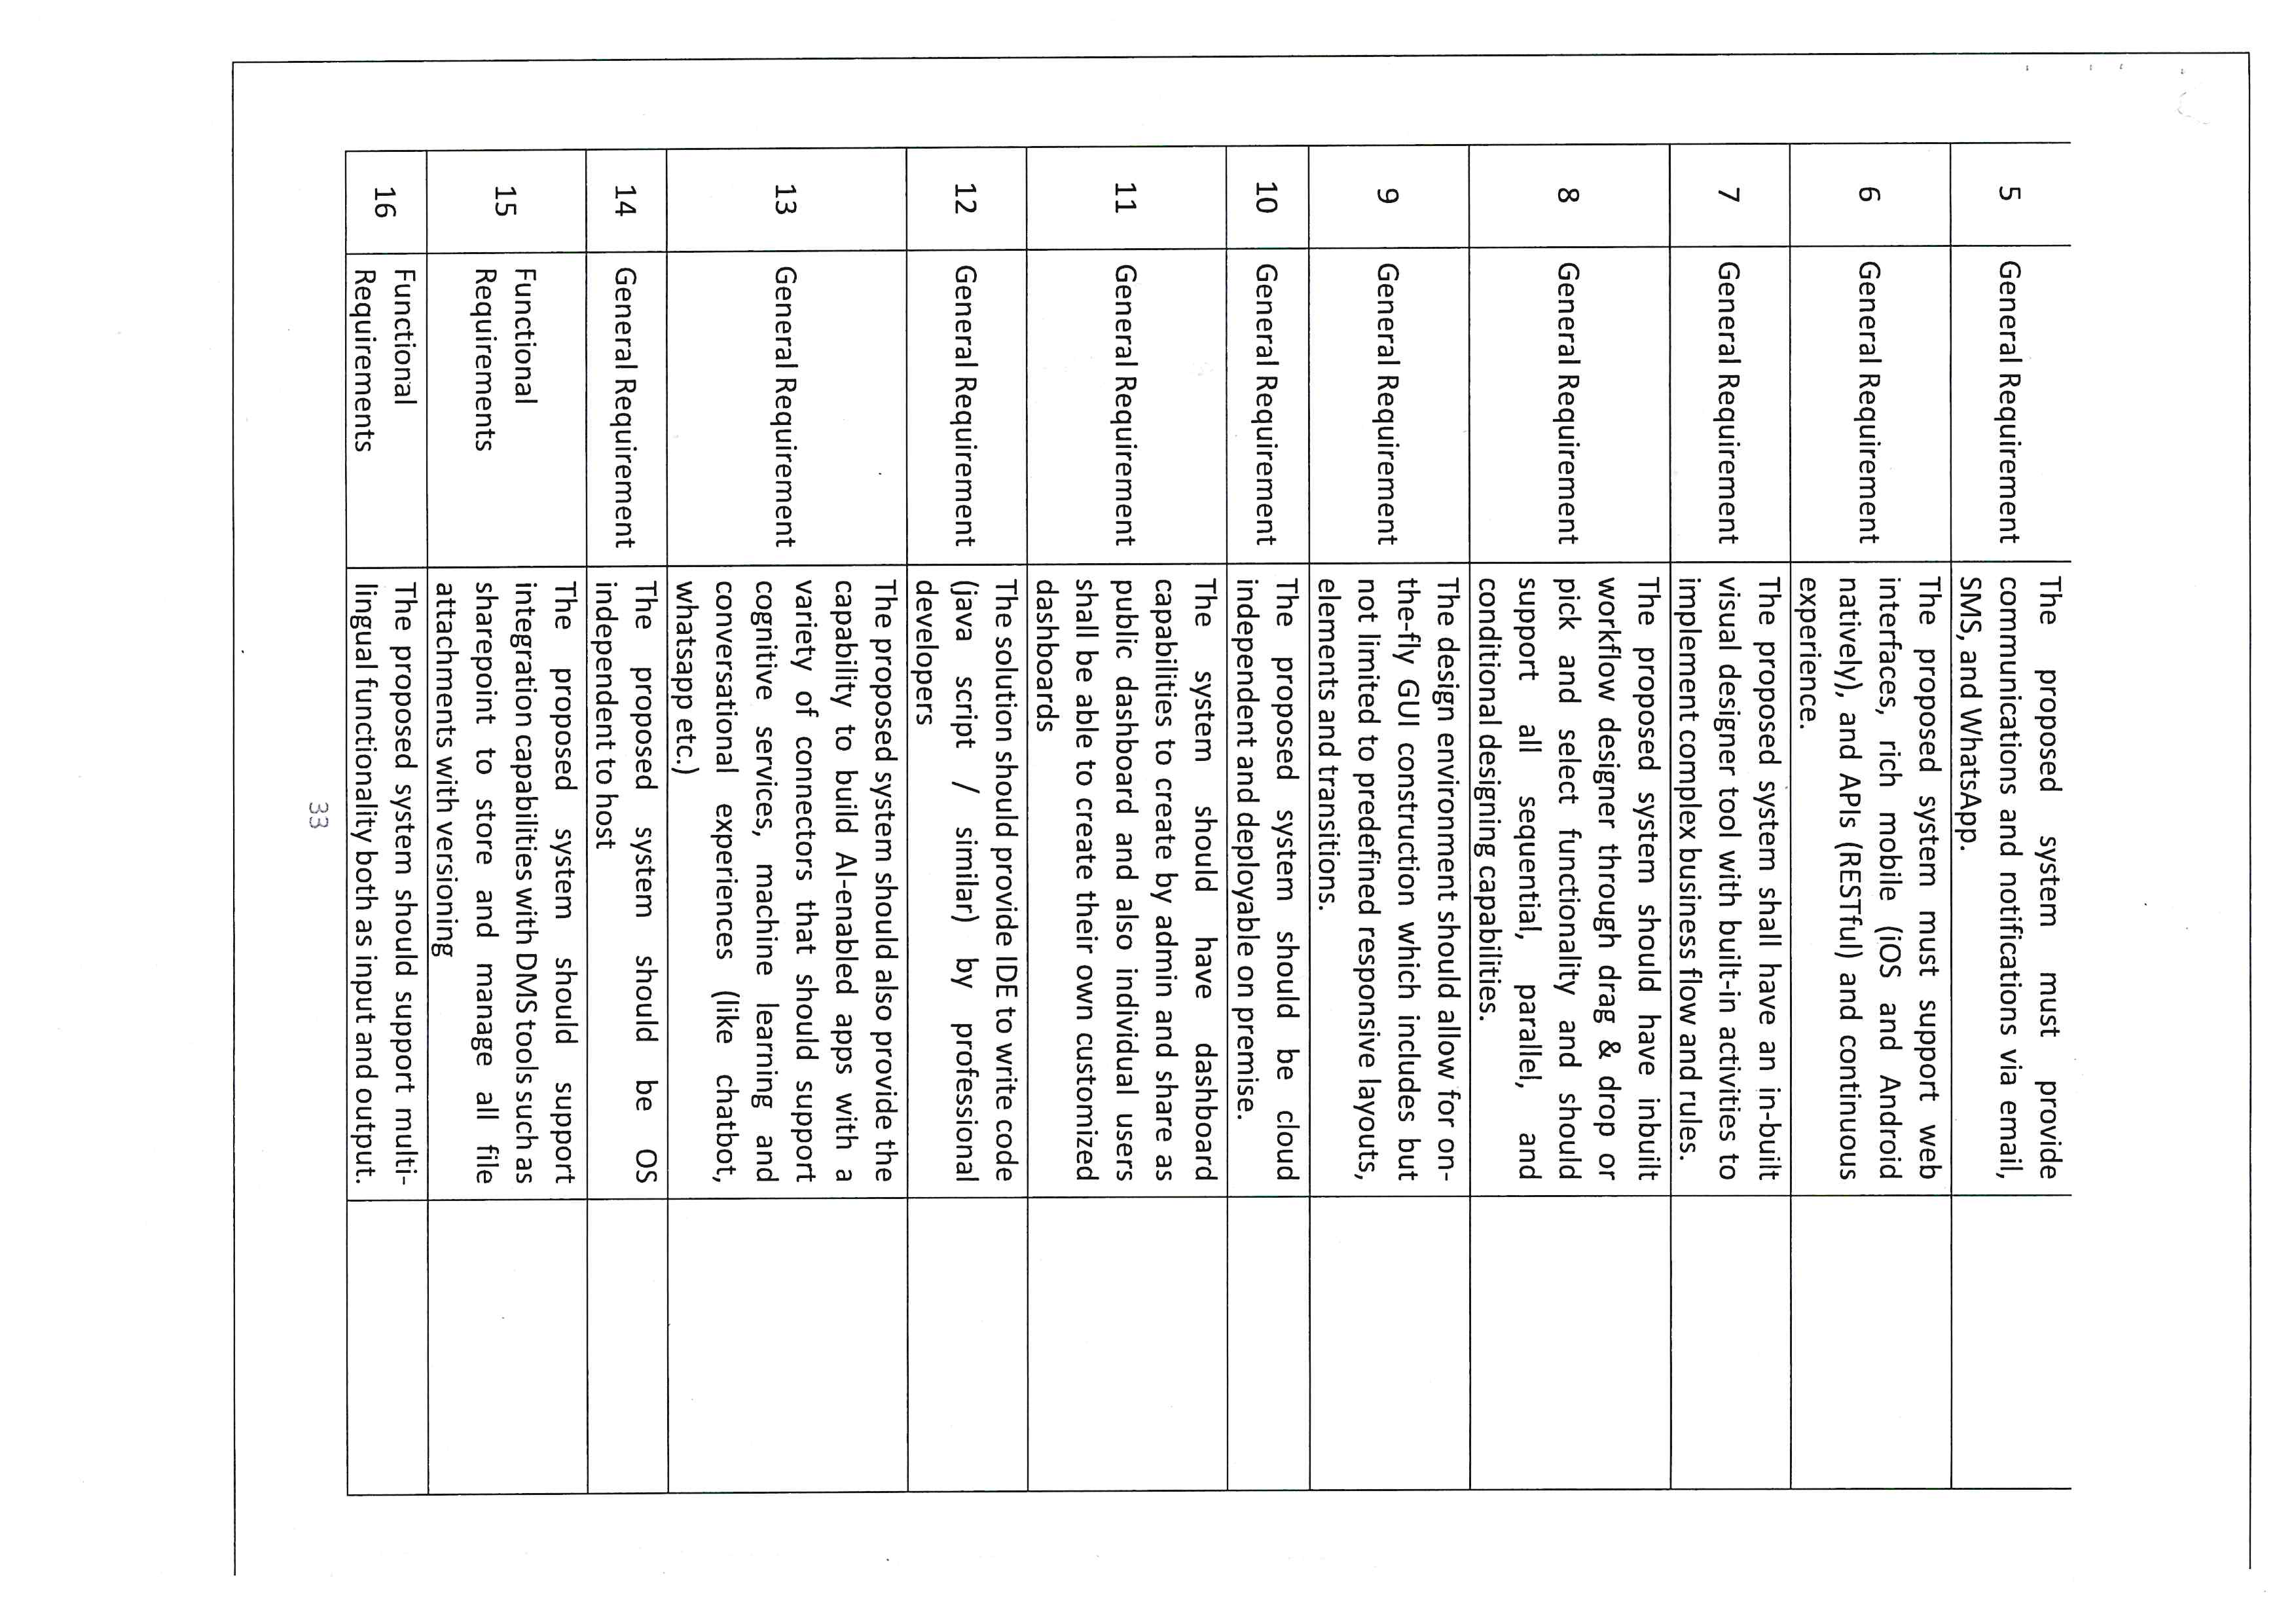 5
General Requirement
The proposed system must provide
communications and notifications via email,
SMS, and WhatsApp.
6
General Requirement
The proposed system must support web
interfaces, rich mobile (iOS and Android
natively), and APIs (RESTful) and continuous
experience.
7
General Requirement
The proposed system shall have an in-built
visual designer tool with built-in activities to
implement complex business flow and rules.
8
General Requirement
The proposed system should have inbuilt
workflow designer through drag & drop or
pick and select functionality and should
support all sequential, parallel, and
conditional designing capabilities.
9
General Requirement
The design environment should allow for on-
the-fly GUI construction which includes but
not limited to predefined responsive layouts,
elements and transitions.
10
General Requirement
The proposed system should be cloud
independent and deployable on premise.
11
General Requirement
The system should have dashboard
capabilities to create by admin and share as
public dashboard and also individual users
shall be able to create their own customized
dashboards
12
General Requirement
The solution should provide IDE to write code
(java script / similar) by professional
developers
13
General Requirement
The proposed system should also provide the
capability to build AI-enabled apps with a
variety of connectors that should support
cognitive services, machine learning and
conversational experiences (like chatbot,
whatsapp etc.)
14
General Requirement
The proposed system should be OS
independent to host
15
Functional
Requirements
The proposed system should support
integration capabilities with DMS tools such as
sharepoint to store and manage all file
attachments with versioning
16
Functional
Requirements
The proposed system should support multi-
lingual functionality both as input and output.
33